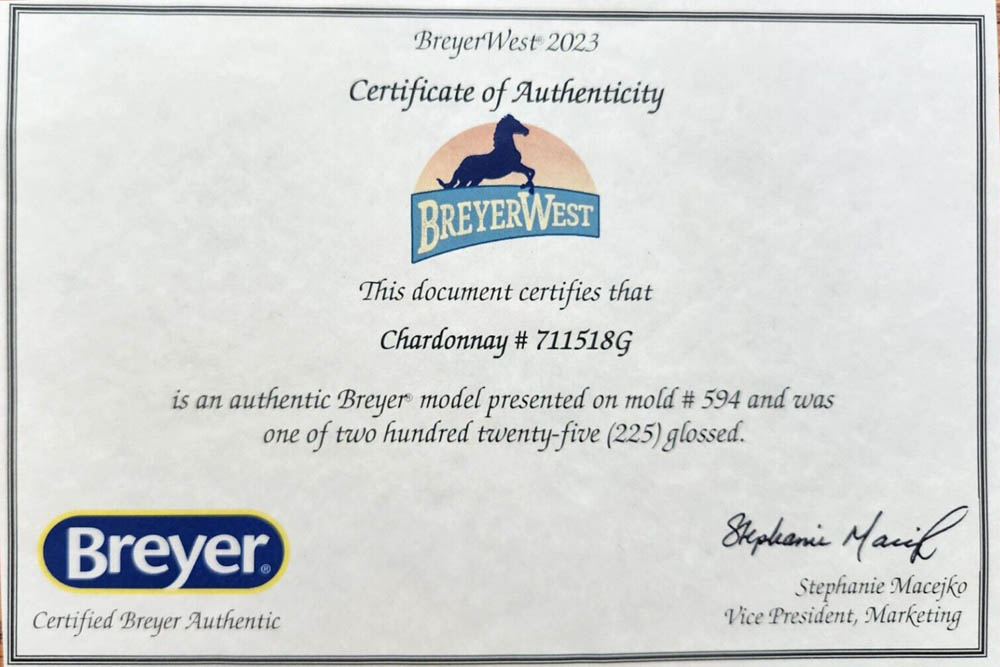 BreyerWest® 2023
Certificate of Authenticity
BREYERWEST
This document certifies that
Chardonnay # 711518G
is an authentic Breyer® model presented on mold # 594 and was
one of two hundred twenty-five (225) glossed.
Breyer®
Certified Breyer Authentic
Stephanie Macejko
Stephanie Macejko
Vice President, Marketing